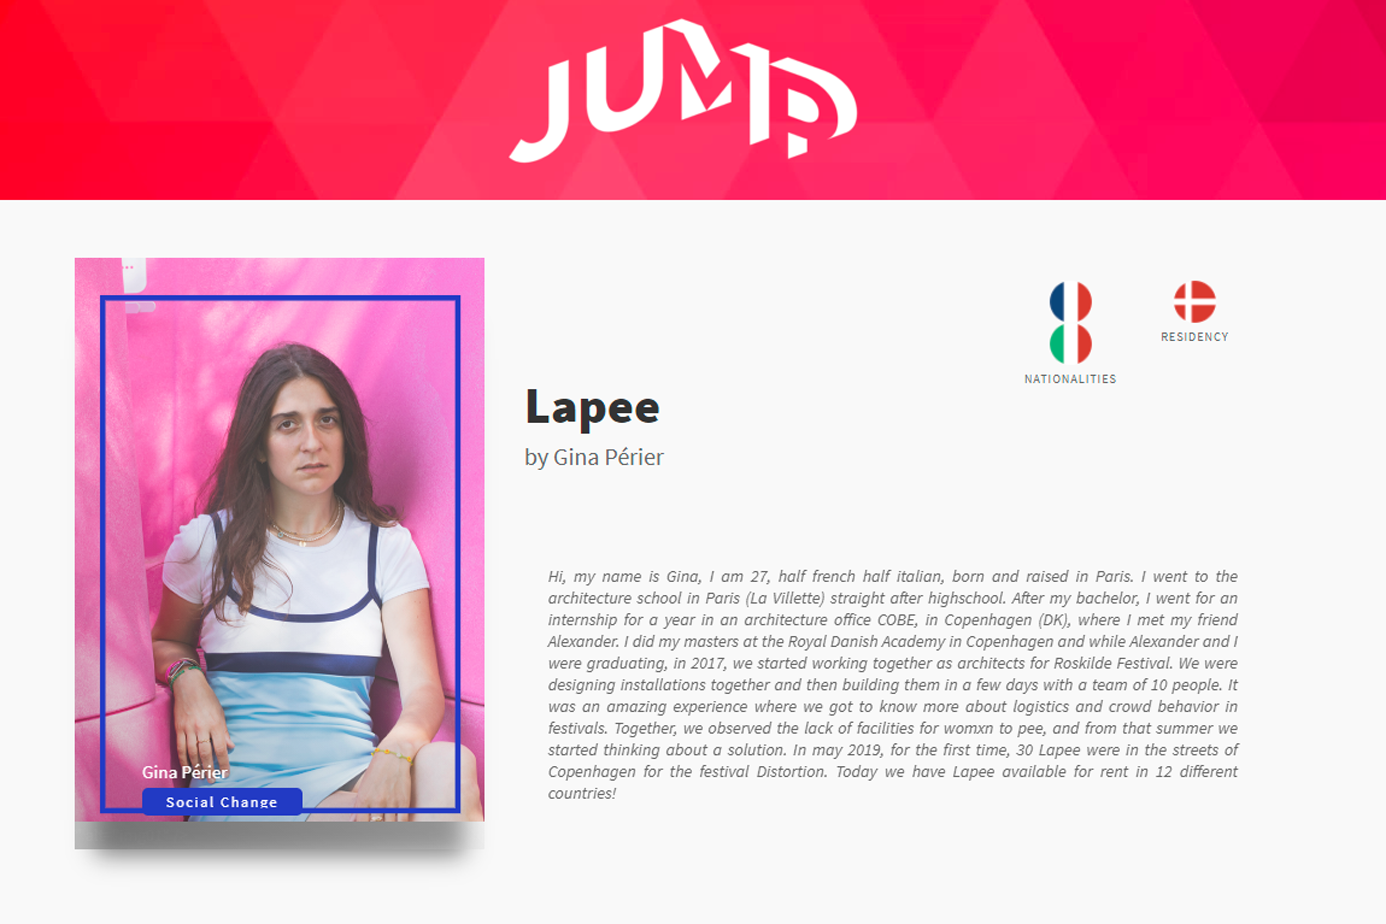 JUMP
NATIONALITIES
RESIDENCY
Lapee
by Gina Périer
Hi, my name is Gina, I am 27, half french half italian, born and raised in Paris. I went to the
architecture school in Paris (La Villette) straight after highschool. After my bachelor, I went for an
internship for a year in an architecture office COBE, in Copenhagen (DK), where I met my friend
Alexander. I did my masters at the Royal Danish Academy in Copenhagen and while Alexander and I
were graduating, in 2017, we started working together as architects for Roskilde Festival. We were
designing installations together and then building them in a few days with a team of 10 people. It
was an amazing experience where we got to know more about logistics and crowd behavior in
festivals. Together, we observed the lack of facilities for womxn to pee, and from that summer we
started thinking about a solution. In may 2019, for the first time, 30 Lapee were in the streets of
Copenhagen for the festival Distortion. Today we have Lapee available for rent in 12 different
countries!
Gina Périer
Social Change